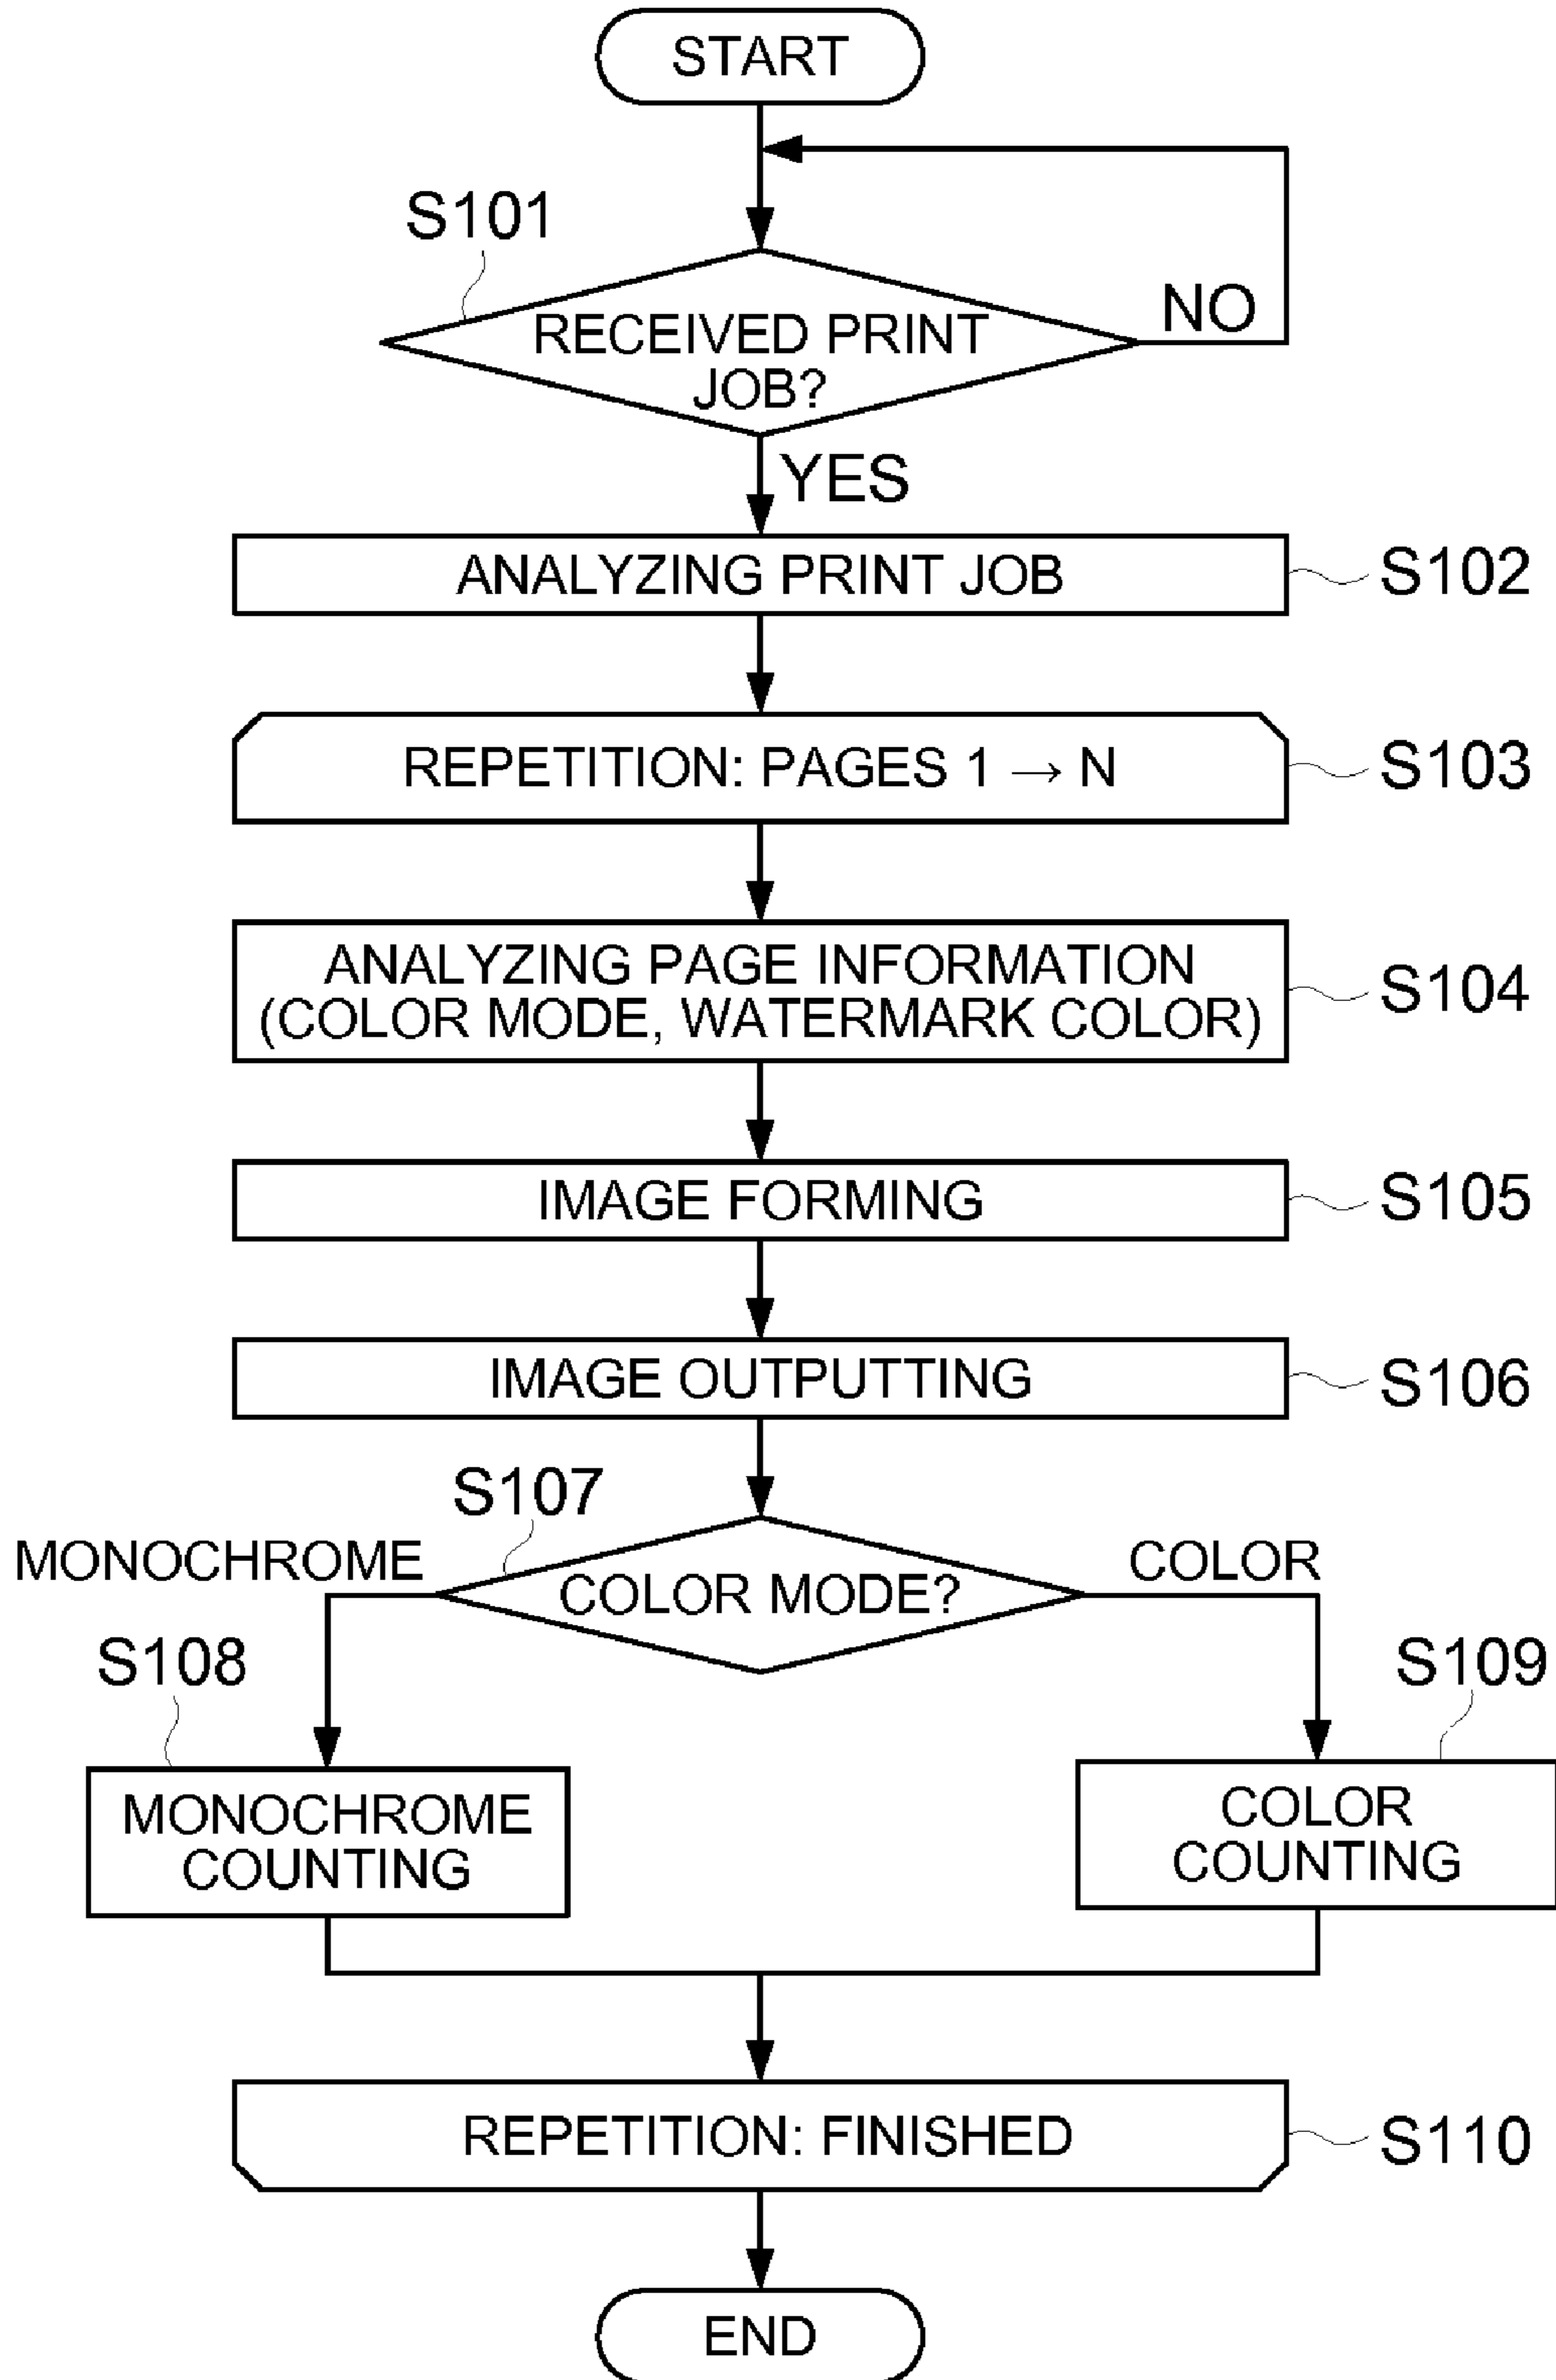 START
S101
NO
RECEIVED PRINT
JOB?
YES
ANALYZING PRINT JOB
S102
REPETITION: PAGES 1 → N
S103
ANALYZING PAGE INFORMATION
(COLOR MODE, WATERMARK COLOR)
S104
IMAGE FORMING
S105
IMAGE OUTPUTTING
S106
S107
MONOCHROME
COLOR MODE?
COLOR
S108
S109
MONOCHROME
COUNTING
COLOR
COUNTING
REPETITION: FINISHED
S110
END